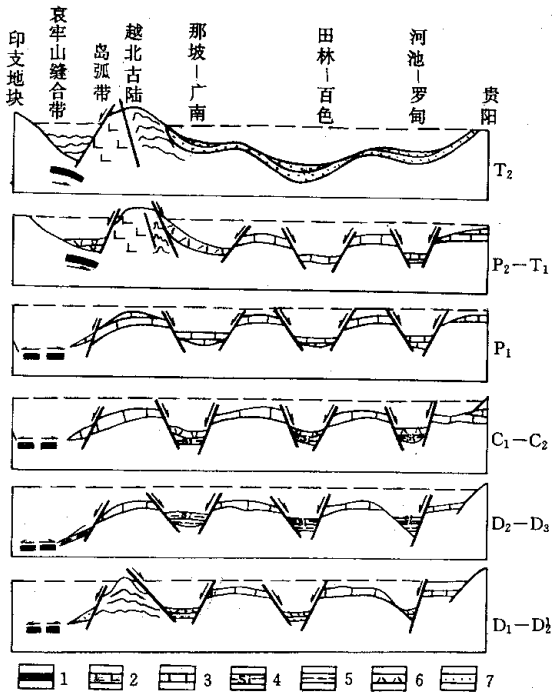 印支地块
哀牢山缝合带
岛弧带
越北古陆
那坡—广南
田林—百色
河池—罗甸
贵阳
T₂
P₂—T₁
P₁
C₁—C₂
D₂—D₃
D₁—D₂¹
1 2 3 4 5 6 7